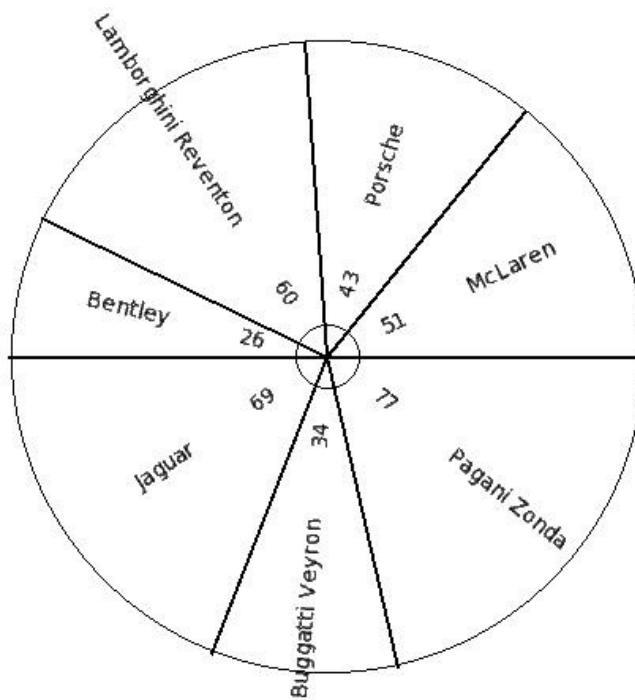 Lamborghini Reventon
60
Porsche
43
McLaren
51
Bentley
26
Jaguar
69
Buggatti Veyron
34
Pagani Zonda
77